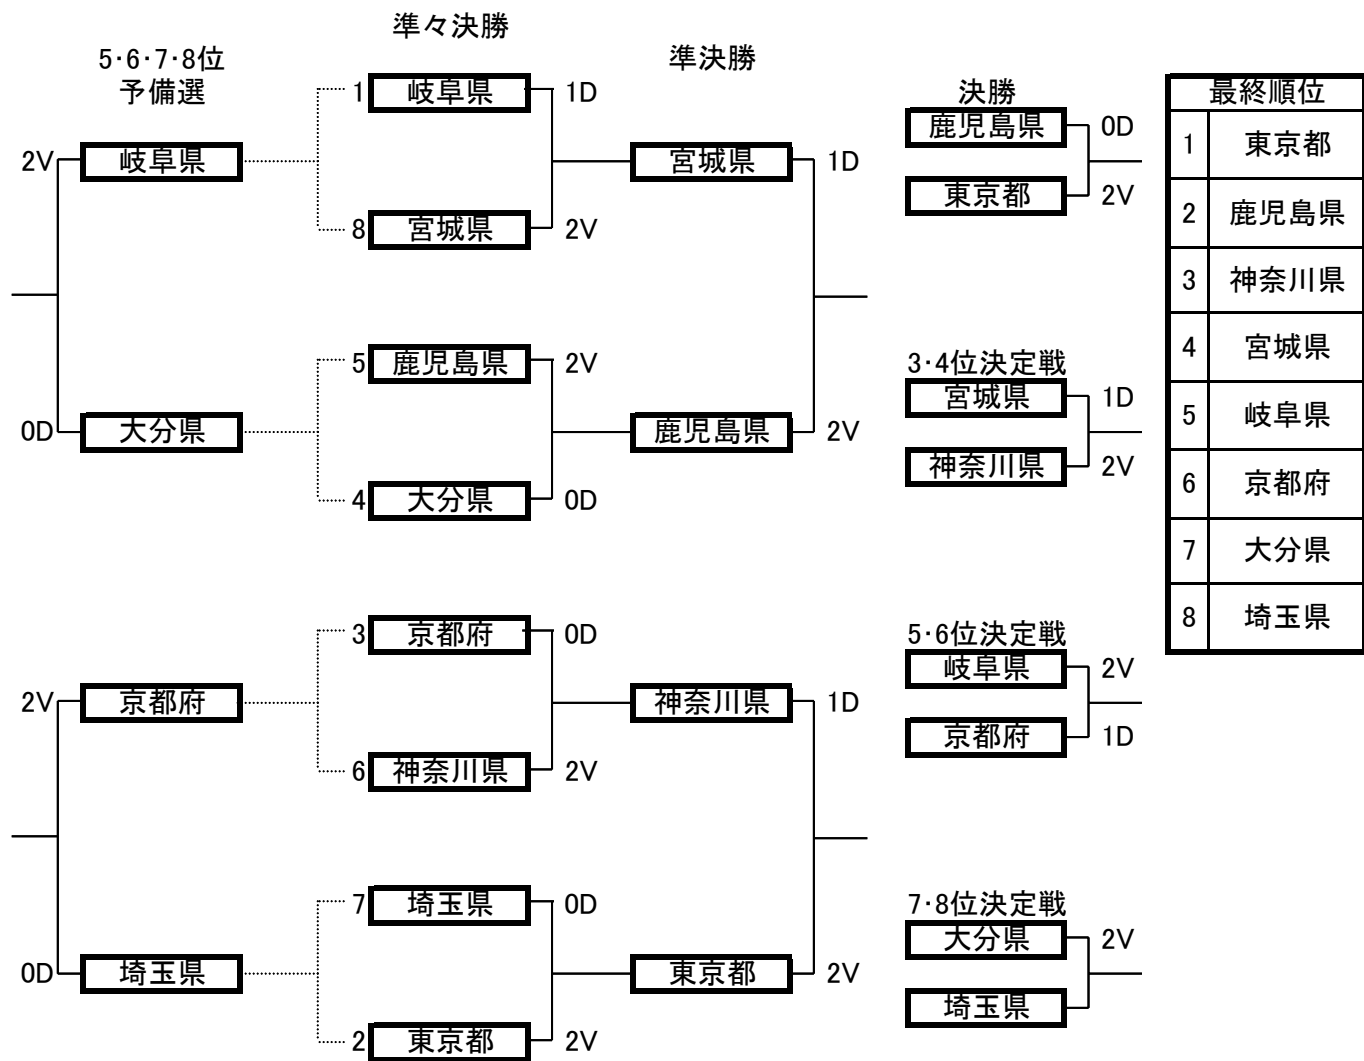 準々決勝
5・6・7・8位
予備選
準決勝
決勝
1 岐阜県 1D
鹿児島県 0D
2V 岐阜県
宮城県 1D
東京都 2V
8 宮城県 2V
5 鹿児島県 2V
3・4位決定戦
宮城県 1D
0D 大分県
鹿児島県 2V
神奈川県 2V
4 大分県 0D
3 京都府 0D
5・6位決定戦
岐阜県 2V
2V 京都府
神奈川県 1D
京都府 1D
6 神奈川県 2V
7 埼玉県 0D
7・8位決定戦
大分県 2V
0D 埼玉県
東京都 2V
埼玉県
2 東京都 2V
最終順位
1 東京都
2 鹿児島県
3 神奈川県
4 宮城県
5 岐阜県
6 京都府
7 大分県
8 埼玉県